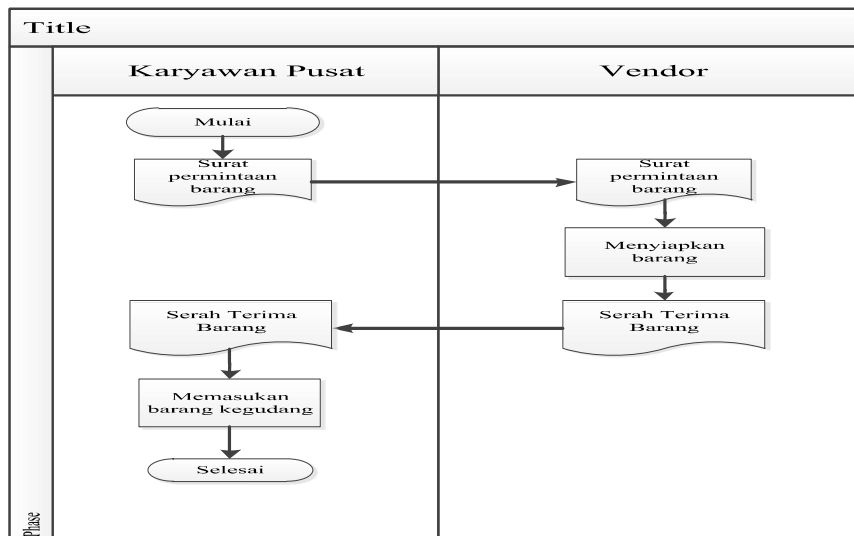 Title
Karyawan Pusat
Vendor
Mulai
Surat
permintaan
barang
Surat
permintaan
barang
Menyiapkan
barang
Serah Terima
Barang
Serah Terima
Barang
Memasukan
barang kegudang
Selesai
Phase